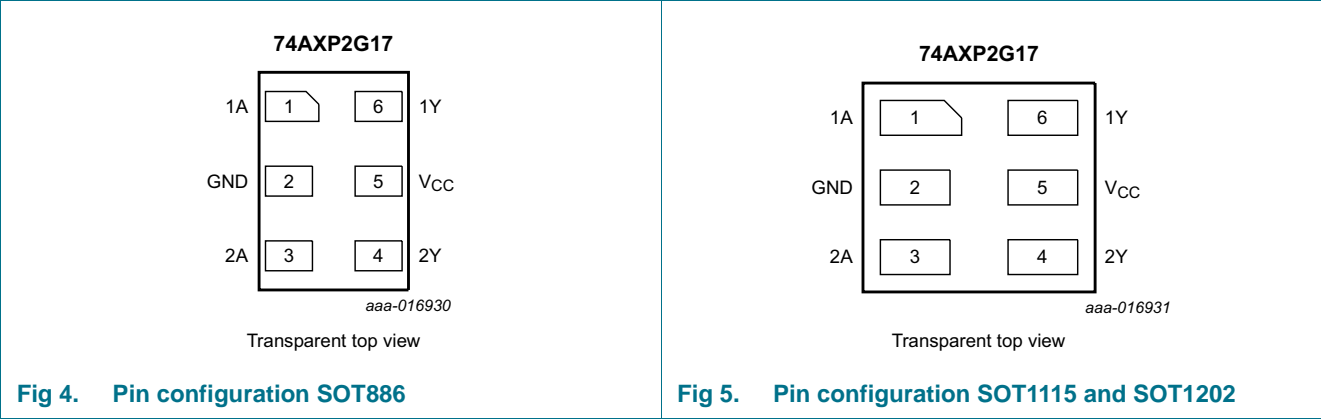 74AXP2G17
1A 1 6 1Y
GND 2 5 VCC
2A 3 4 2Y
aaa-016930
Transparent top view
Fig 4. Pin configuration SOT886
74AXP2G17
1A 1 6 1Y
GND 2 5 VCC
2A 3 4 2Y
aaa-016931
Transparent top view
Fig 5. Pin configuration SOT1115 and SOT1202